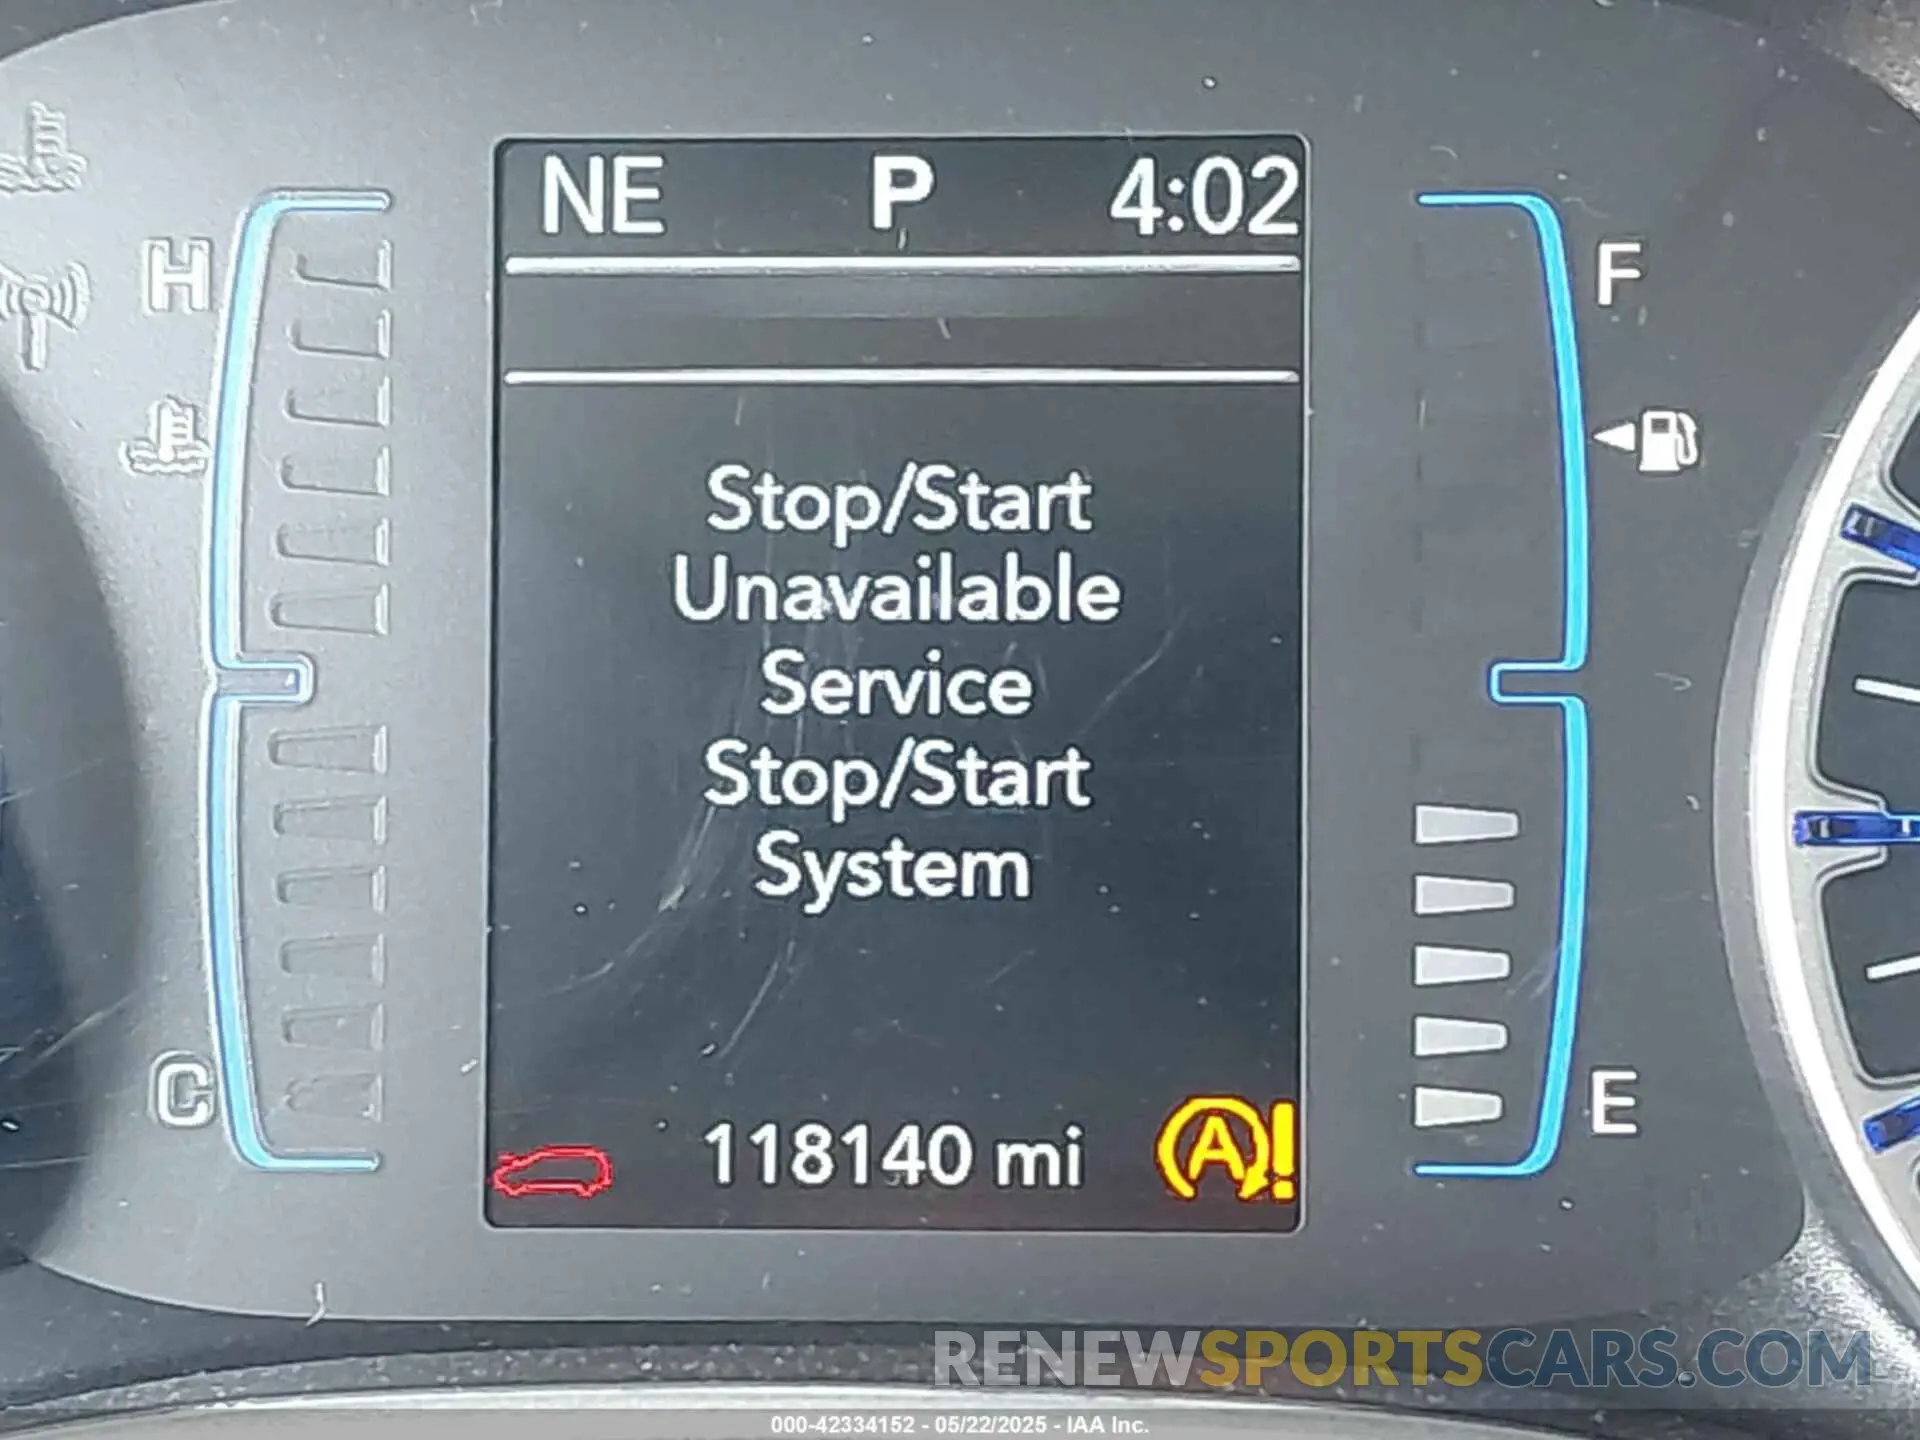 NE P 4:02
H
F
Stop/Start
Unavailable
Service
Stop/Start
System
C
E
118140 mi
A!
RENEWSPORTSCARS.COM
000-42334152 - 05/22/2025 - IAA Inc.